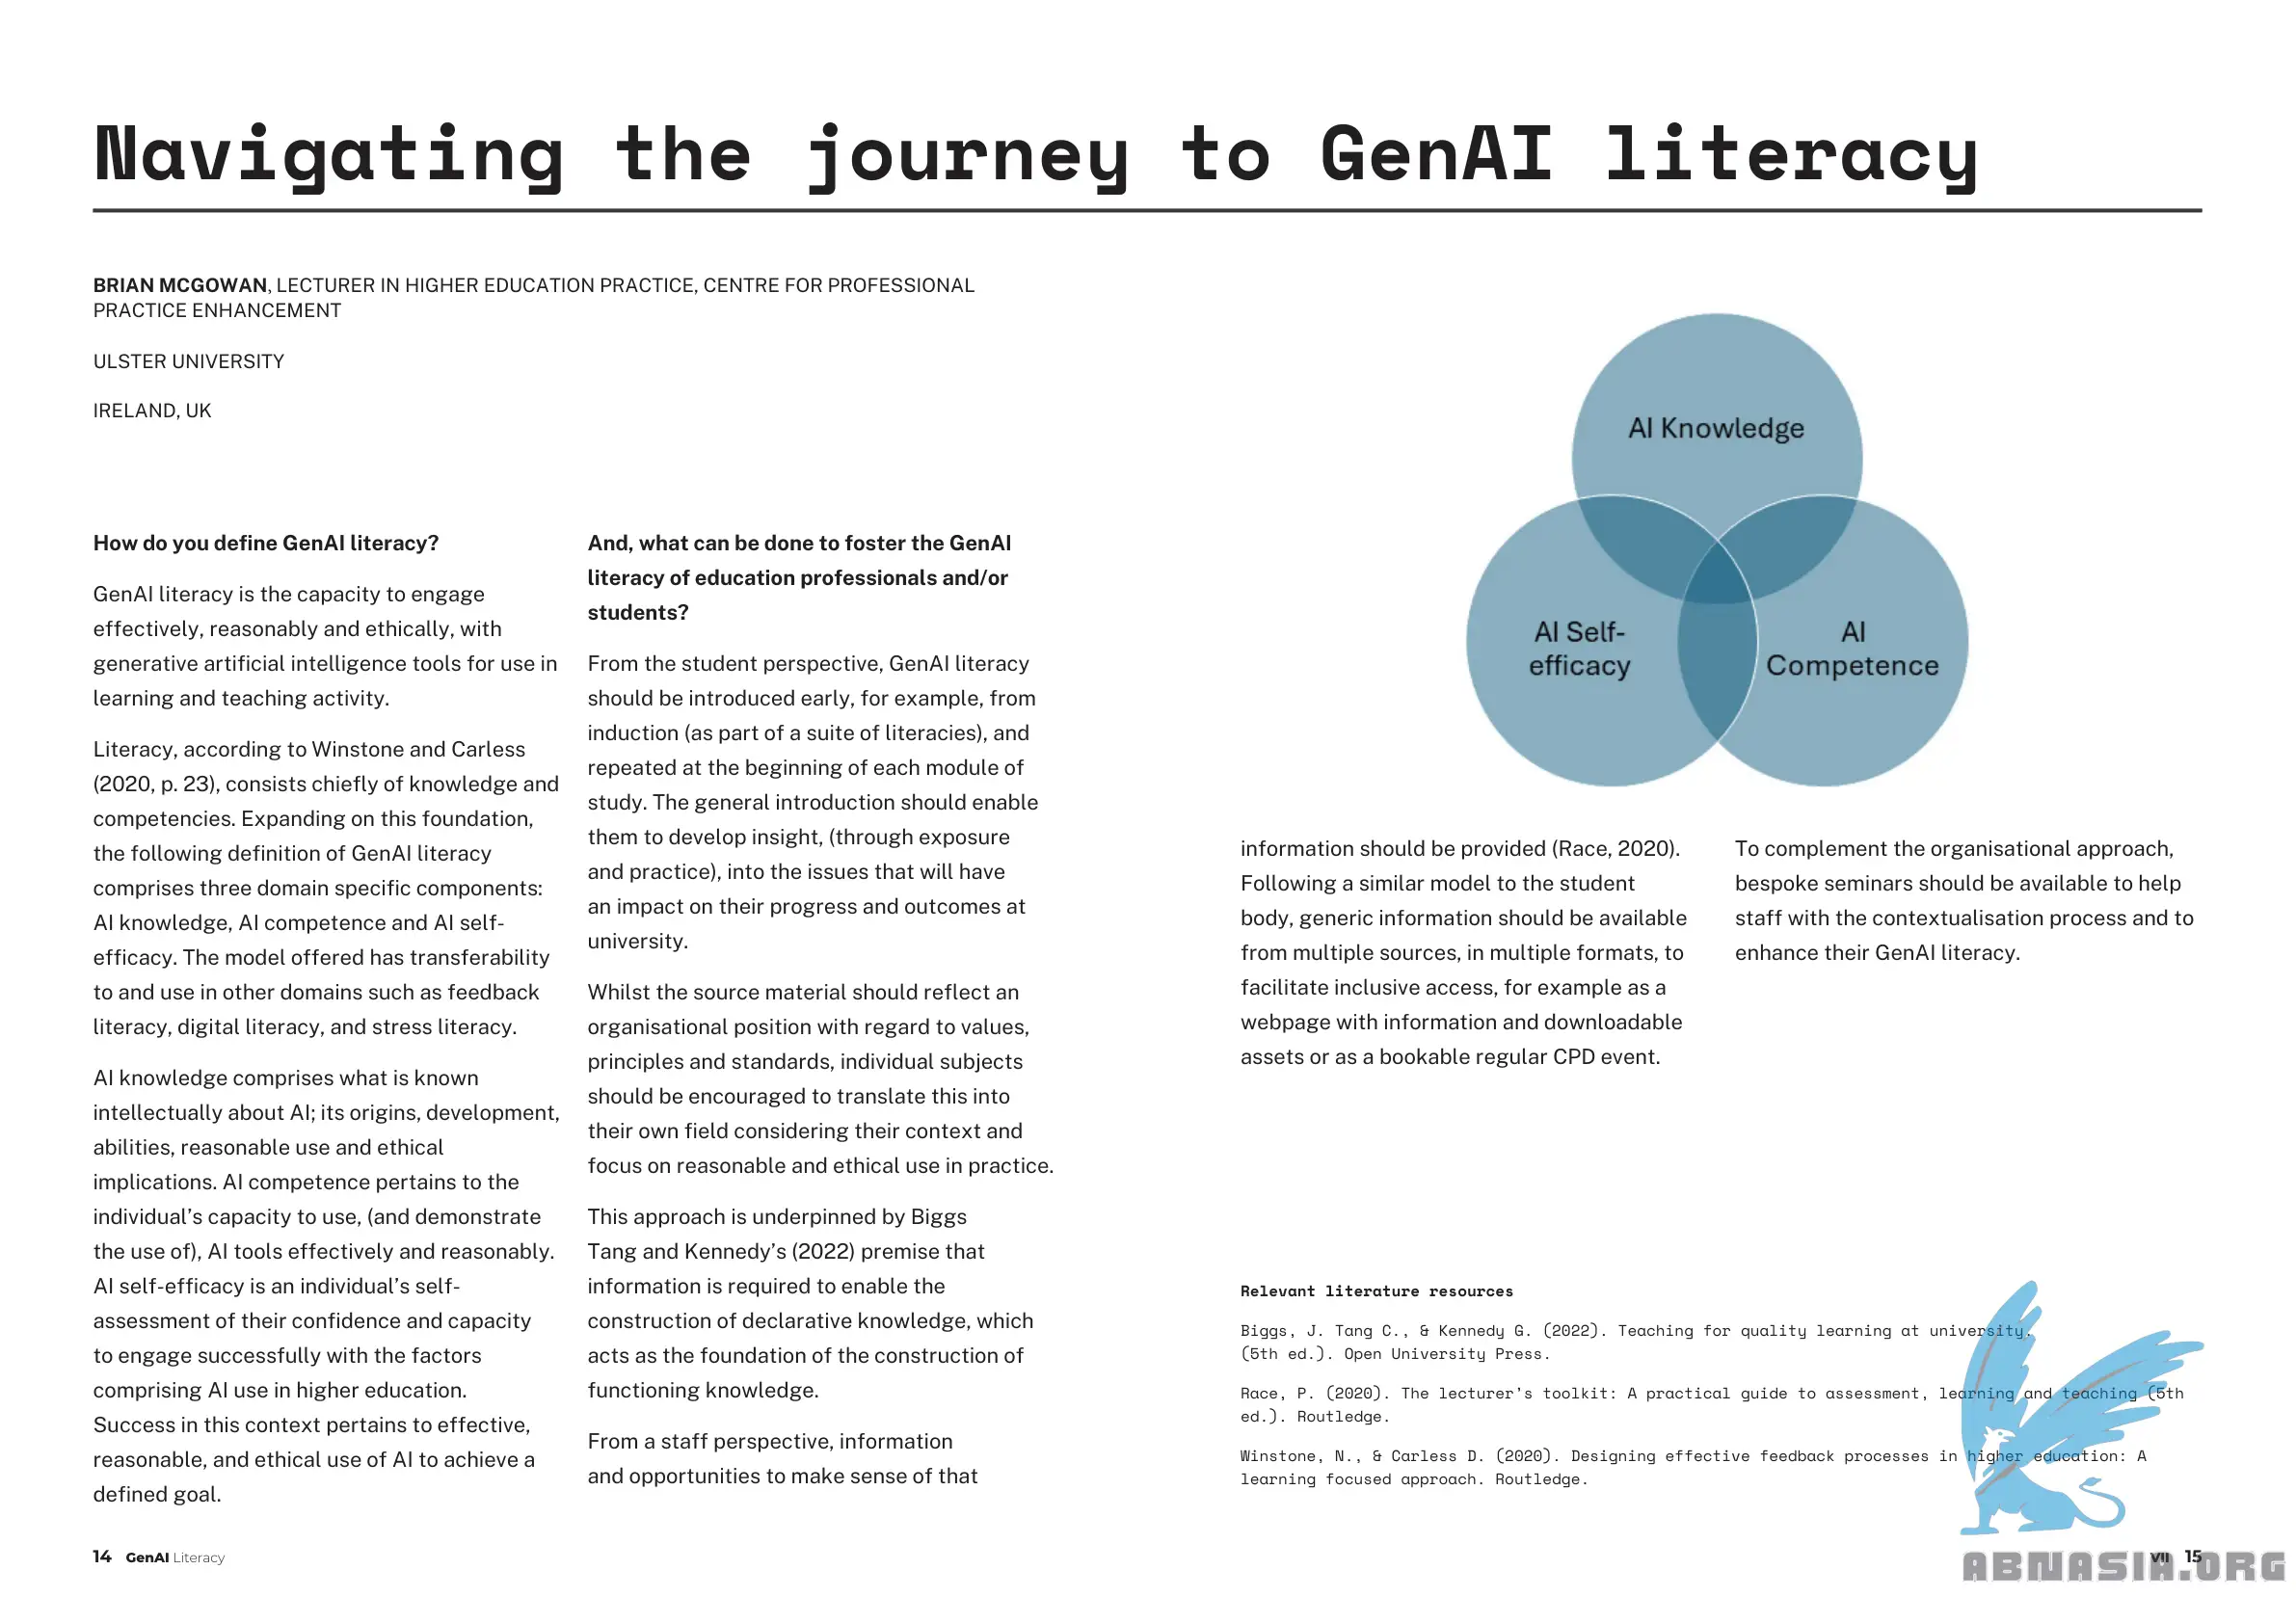 Navigating the journey to GenAI literacy
BRIAN MCGOWAN, LECTURER IN HIGHER EDUCATION PRACTICE, CENTRE FOR PROFESSIONAL
PRACTICE ENHANCEMENT
ULSTER UNIVERSITY
IRELAND, UK
How do you define GenAI literacy?
GenAI literacy is the capacity to engage
effectively, reasonably and ethically, with
generative artificial intelligence tools for use in
learning and teaching activity.
Literacy, according to Winstone and Carless
(2020, p. 23), consists chiefly of knowledge and
competencies. Expanding on this foundation,
the following definition of GenAI literacy
comprises three domain specific components:
AI knowledge, AI competence and AI self-
efficacy. The model offered has transferability
to and use in other domains such as feedback
literacy, digital literacy, and stress literacy.
AI knowledge comprises what is known
intellectually about AI; its origins, development,
abilities, reasonable use and ethical
implications. AI competence pertains to the
individual’s capacity to use, (and demonstrate
the use of), AI tools effectively and reasonably.
AI self-efficacy is an individual’s self-
assessment of their confidence and capacity
to engage successfully with the factors
comprising AI use in higher education.
Success in this context pertains to effective,
reasonable, and ethical use of AI to achieve a
defined goal.
And, what can be done to foster the GenAI
literacy of education professionals and/or
students?
From the student perspective, GenAI literacy
should be introduced early, for example, from
induction (as part of a suite of literacies), and
repeated at the beginning of each module of
study. The general introduction should enable
them to develop insight, (through exposure
and practice), into the issues that will have
an impact on their progress and outcomes at
university.
Whilst the source material should reflect an
organisational position with regard to values,
principles and standards, individual subjects
should be encouraged to translate this into
their own field considering their context and
focus on reasonable and ethical use in practice.
This approach is underpinned by Biggs
Tang and Kennedy’s (2022) premise that
information is required to enable the
construction of declarative knowledge, which
acts as the foundation of the construction of
functioning knowledge.
From a staff perspective, information
and opportunities to make sense of that
AI Knowledge
AI Self-
efficacy
AI
Competence
information should be provided (Race, 2020).
Following a similar model to the student
body, generic information should be available
from multiple sources, in multiple formats, to
facilitate inclusive access, for example as a
webpage with information and downloadable
assets or as a bookable regular CPD event.
To complement the organisational approach,
bespoke seminars should be available to help
staff with the contextualisation process and to
enhance their GenAI literacy.
Relevant literature resources
Biggs, J. Tang C., & Kennedy G. (2022). Teaching for quality learning at university.
(5th ed.). Open University Press.
Race, P. (2020). The lecturer’s toolkit: A practical guide to assessment, learning and teaching (5th
ed.). Routledge.
Winstone, N., & Carless D. (2020). Designing effective feedback processes in higher education: A
learning focused approach. Routledge.
14 GenAI Literacy
VII 15
ABNASIA.ORG